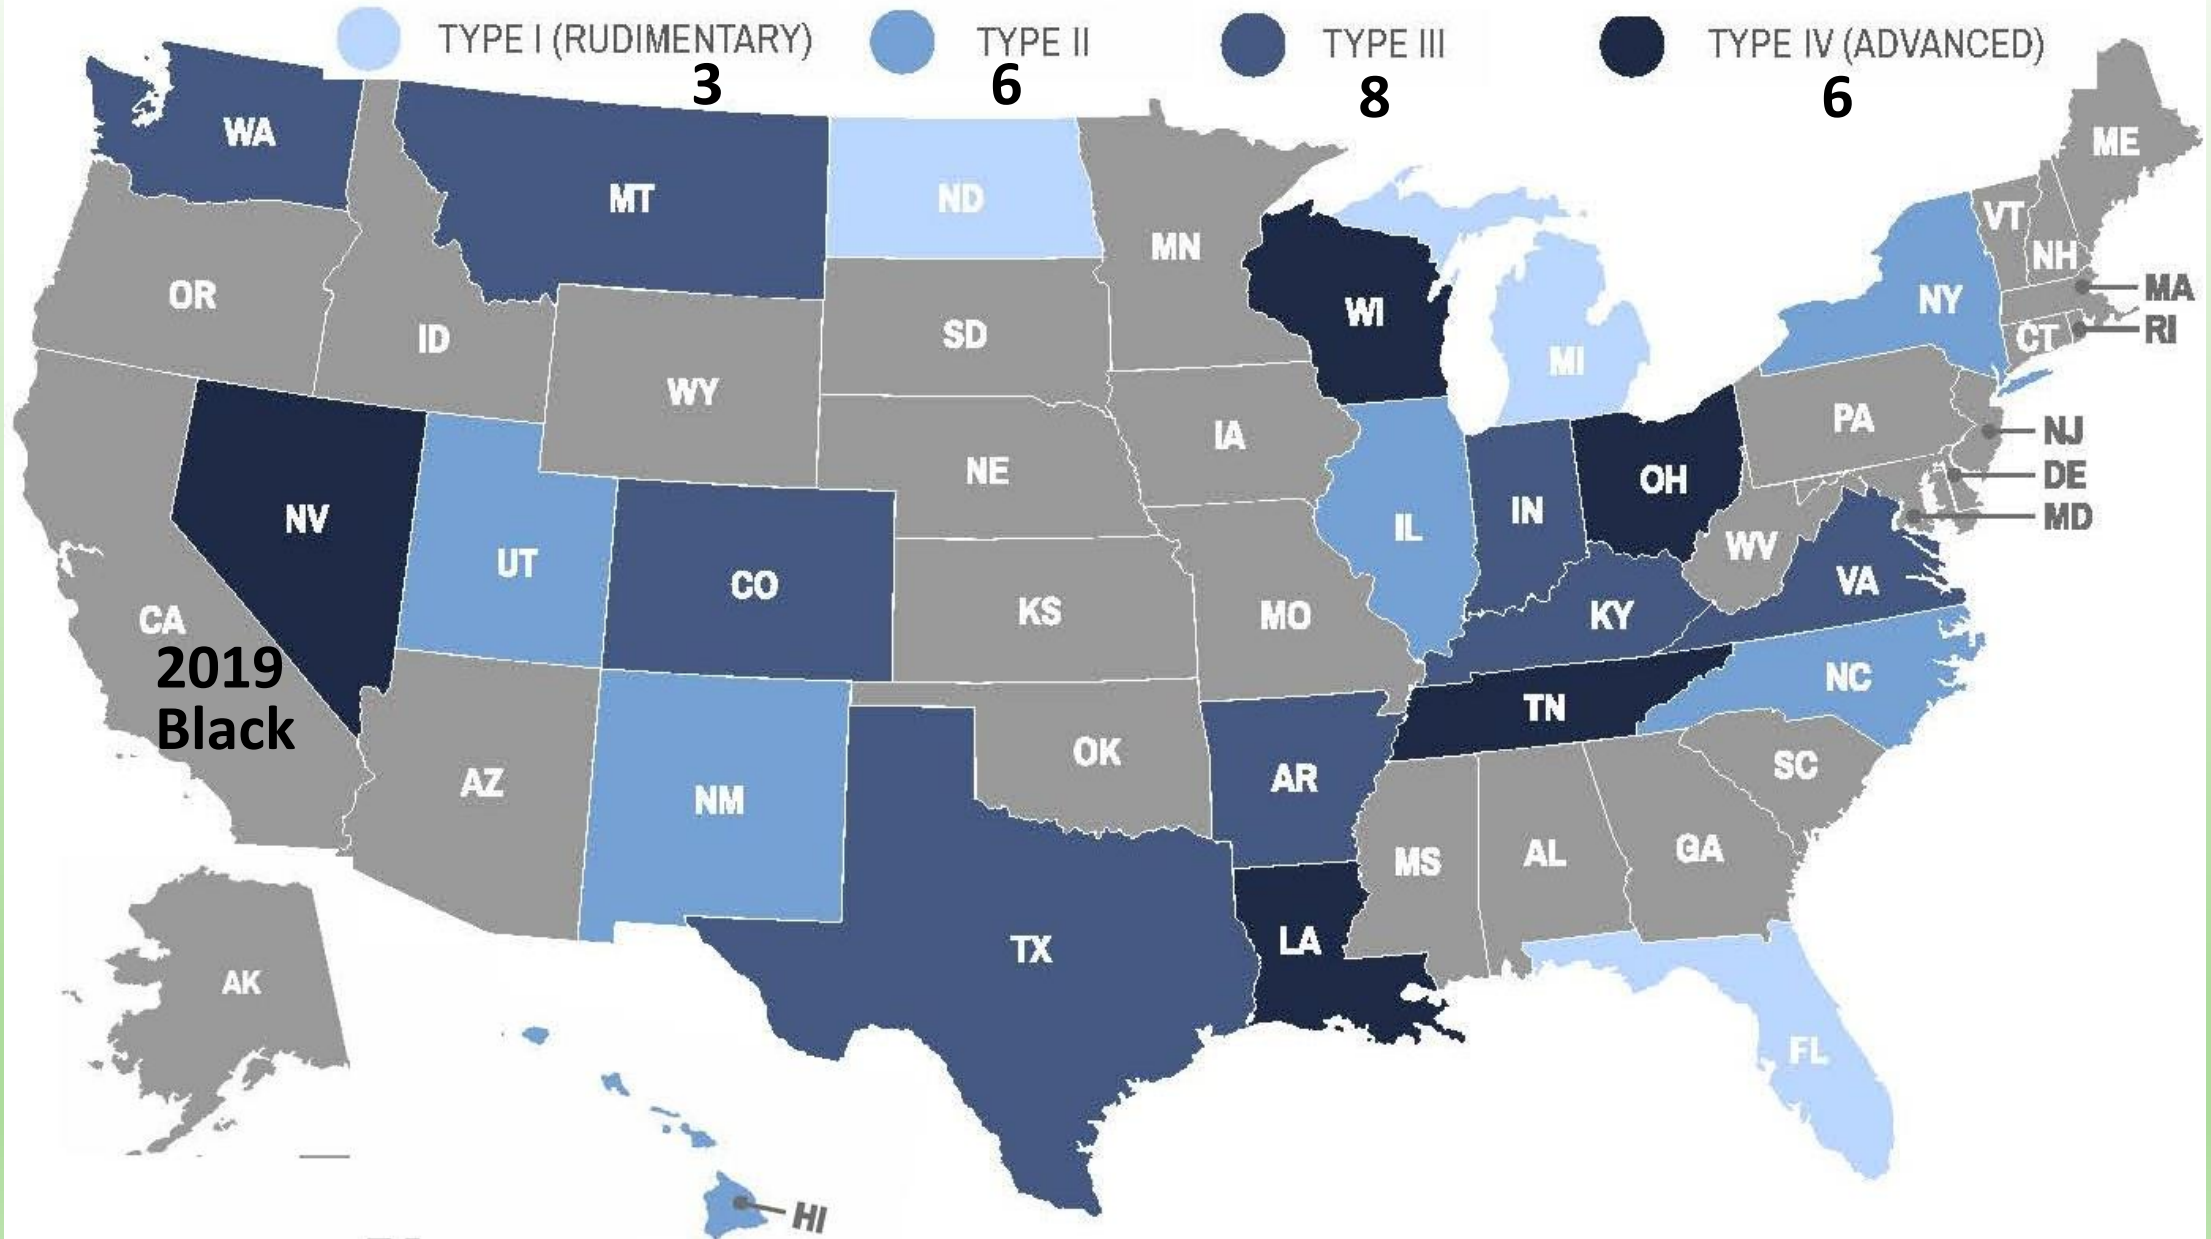 TYPE I (RUDIMENTARY) TYPE II TYPE III TYPE IV (ADVANCED)
3 6 8 6
WA
MT
ND
MN
ME
VT
NH
MA
RI
CT
NY
OR
ID
WY
SD
WI
MI
IA
NE
PA
NJ
DE
MD
NV
UT
CO
KS
MO
IL
IN
OH
WV
VA
KY
CA
2019
Black
AZ
NM
OK
AR
TN
NC
SC
MS
AL
GA
TX
LA
FL
AK
HI